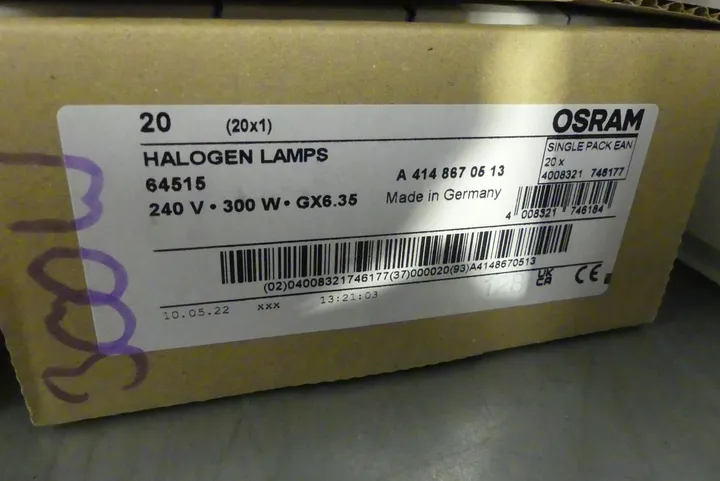 20 (20x1)
OSRAM
HALOGEN LAMPS
64515
240 V • 300 W • GX6.35
A 414 867 05 13
Made in Germany
SINGLE PACK EAN
20 x
4008321 746177
4 008321 746184
(02)04008321746177(37)000020(93)A4148670513
10.05.22 xxx 13:21:03
UK
CA
CE
300W